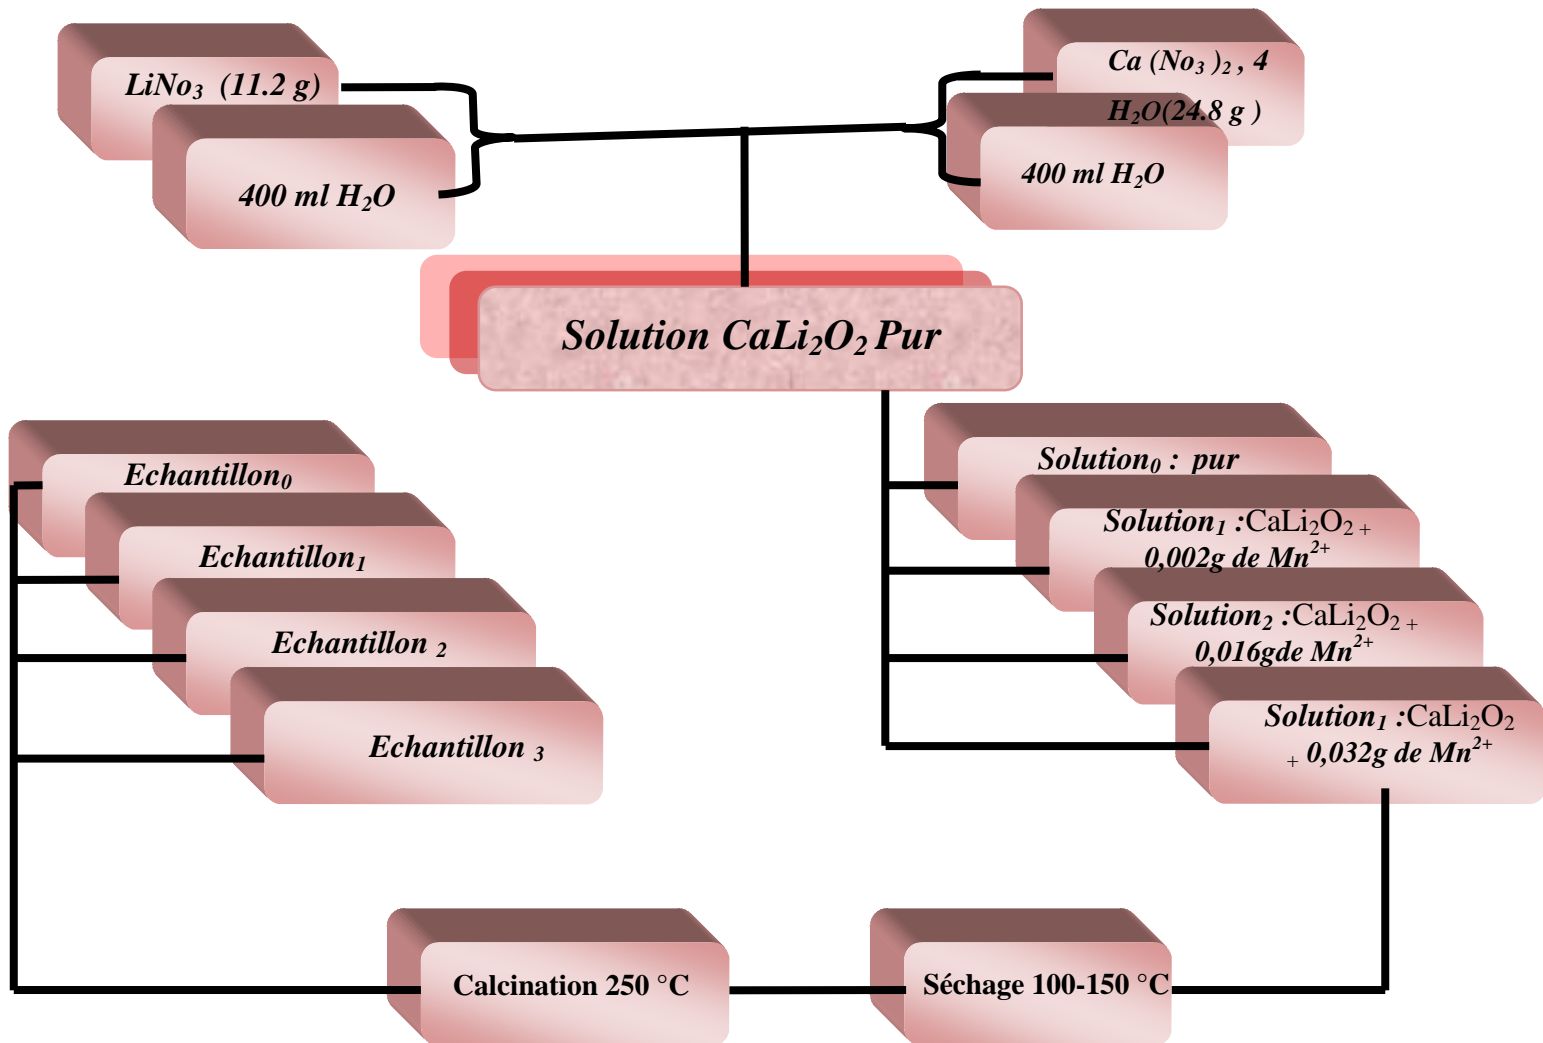 LiNo₃ (11.2 g)
400 ml H₂O
Ca (No₃ )₂ , 4
H₂O(24.8 g )
400 ml H₂O
Solution CaLi₂O₂ Pur
Echantillon₀
Echantillon₁
Echantillon ₂
Echantillon ₃
Solution₀ : pur
Solution₁ :CaLi₂O₂ ₊
0,002g de Mn²⁺
Solution₂ :CaLi₂O₂ ₊
0,016gde Mn²⁺
Solution₁ :CaLi₂O₂
₊ 0,032g de Mn²⁺
Calcination 250 °C
Séchage 100-150 °C